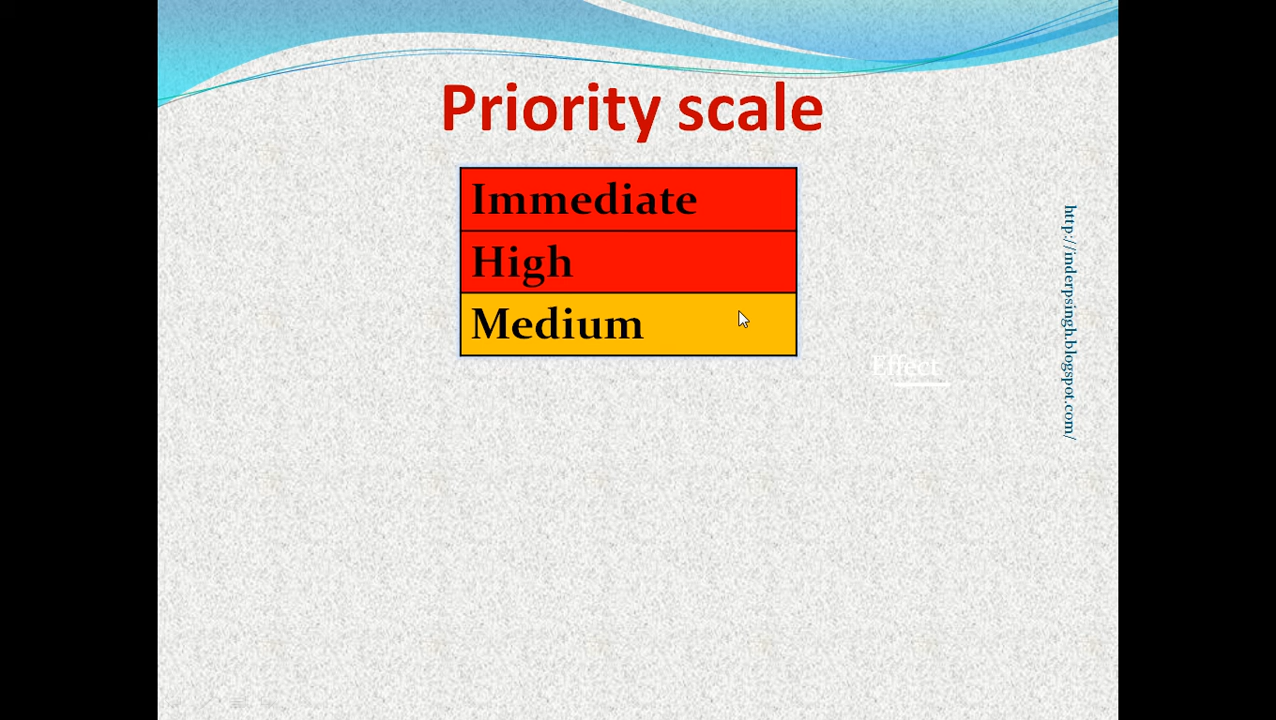 Priority scale
Immediate
High
Medium
Effect
http://inderpsingh.blogspot.com/